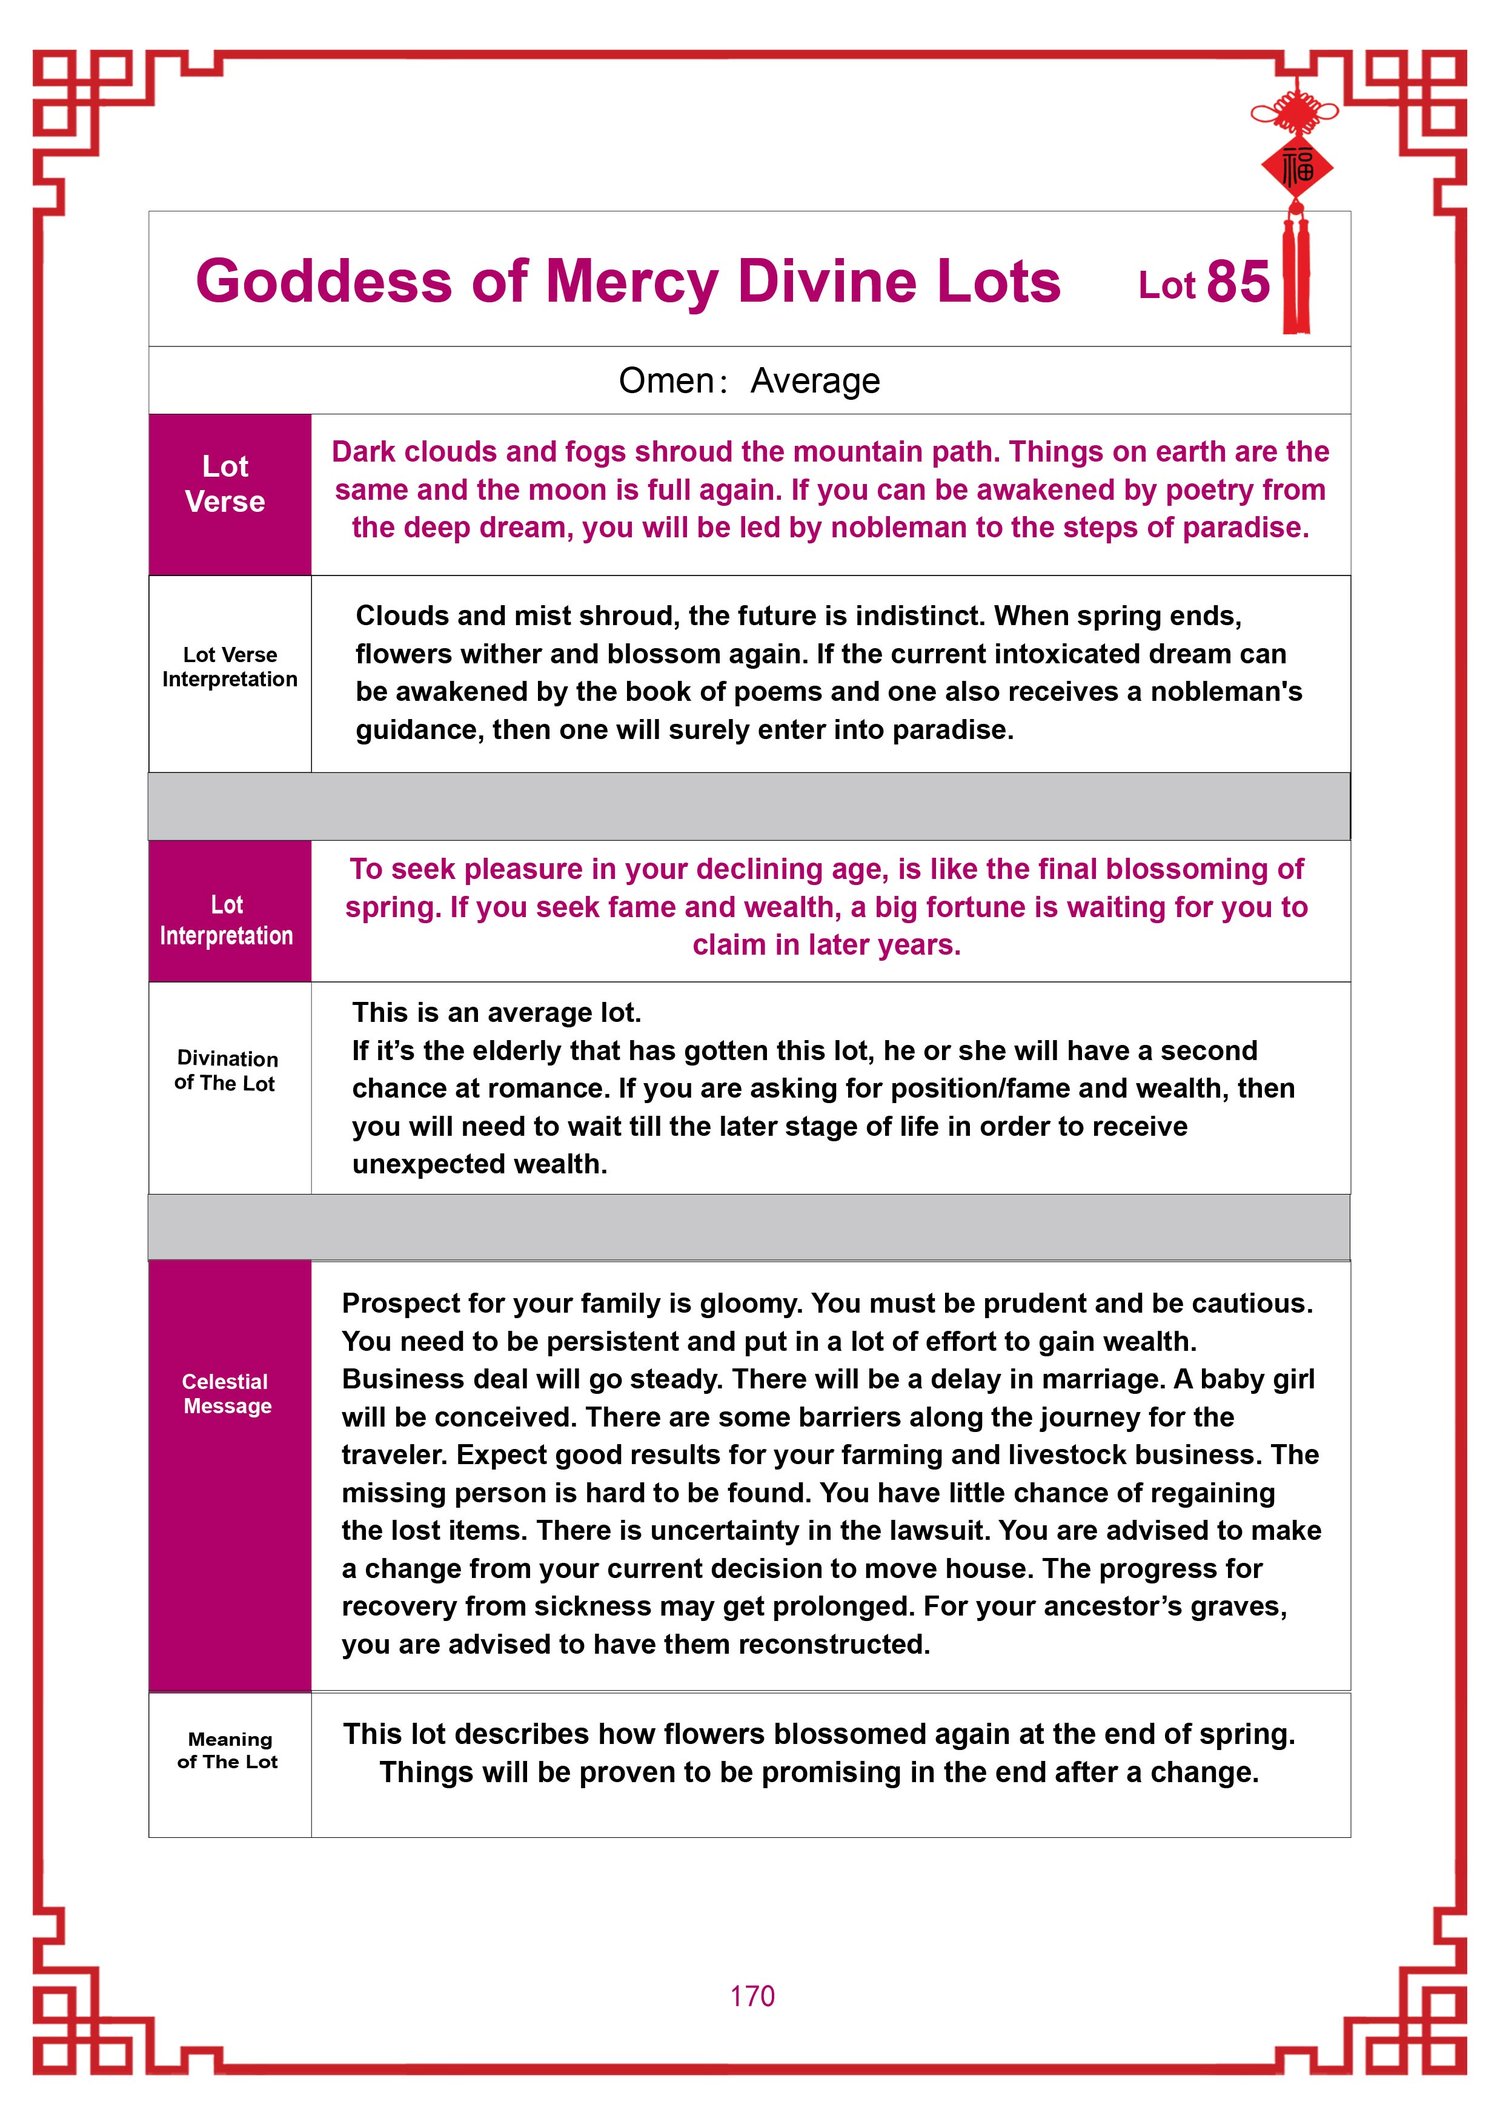 福
Goddess of Mercy Divine Lots Lot 85
Omen： Average
Lot
Verse
Dark clouds and fogs shroud the mountain path. Things on earth are the
same and the moon is full again. If you can be awakened by poetry from
the deep dream, you will be led by nobleman to the steps of paradise.
Lot Verse
Interpretation
Clouds and mist shroud, the future is indistinct. When spring ends,
flowers wither and blossom again. If the current intoxicated dream can
be awakened by the book of poems and one also receives a nobleman's
guidance, then one will surely enter into paradise.
Lot
Interpretation
To seek pleasure in your declining age, is like the final blossoming of
spring. If you seek fame and wealth, a big fortune is waiting for you to
claim in later years.
Divination
of The Lot
This is an average lot.
If it’s the elderly that has gotten this lot, he or she will have a second
chance at romance. If you are asking for position/fame and wealth, then
you will need to wait till the later stage of life in order to receive
unexpected wealth.
Celestial
Message
Prospect for your family is gloomy. You must be prudent and be cautious.
You need to be persistent and put in a lot of effort to gain wealth.
Business deal will go steady. There will be a delay in marriage. A baby girl
will be conceived. There are some barriers along the journey for the
traveler. Expect good results for your farming and livestock business. The
missing person is hard to be found. You have little chance of regaining
the lost items. There is uncertainty in the lawsuit. You are advised to make
a change from your current decision to move house. The progress for
recovery from sickness may get prolonged. For your ancestor’s graves,
you are advised to have them reconstructed.
Meaning
of The Lot
This lot describes how flowers blossomed again at the end of spring.
Things will be proven to be promising in the end after a change.
170